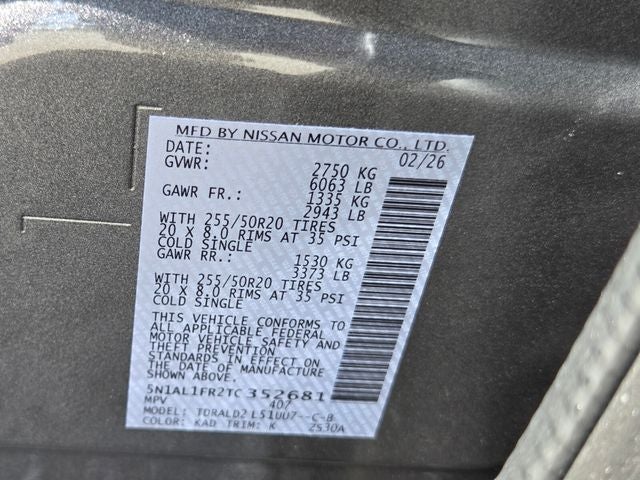 MFD BY NISSAN MOTOR CO., LTD.
DATE: 02/26
GVWR: 2750 KG
6063 LB
GAWR FR.: 1335 KG
2943 LB
WITH 255/50R20 TIRES
20 X 8.0 RIMS AT 35 PSI
COLD SINGLE
GAWR RR.: 1530 KG
3373 LB
WITH 255/50R20 TIRES
20 X 8.0 RIMS AT 35 PSI
COLD SINGLE
THIS VEHICLE CONFORMS TO
ALL APPLICABLE FEDERAL
MOTOR VEHICLE SAFETY AND
THEFT PREVENTION
STANDARDS IN EFFECT ON
THE DATE OF MANUFACTURE
SHOWN ABOVE.
5N1AL1FR2TC352681
MPV 407
MODEL: TDRALD2 L51UU7--C-B
COLOR: KAD TRIM: K 2S30A